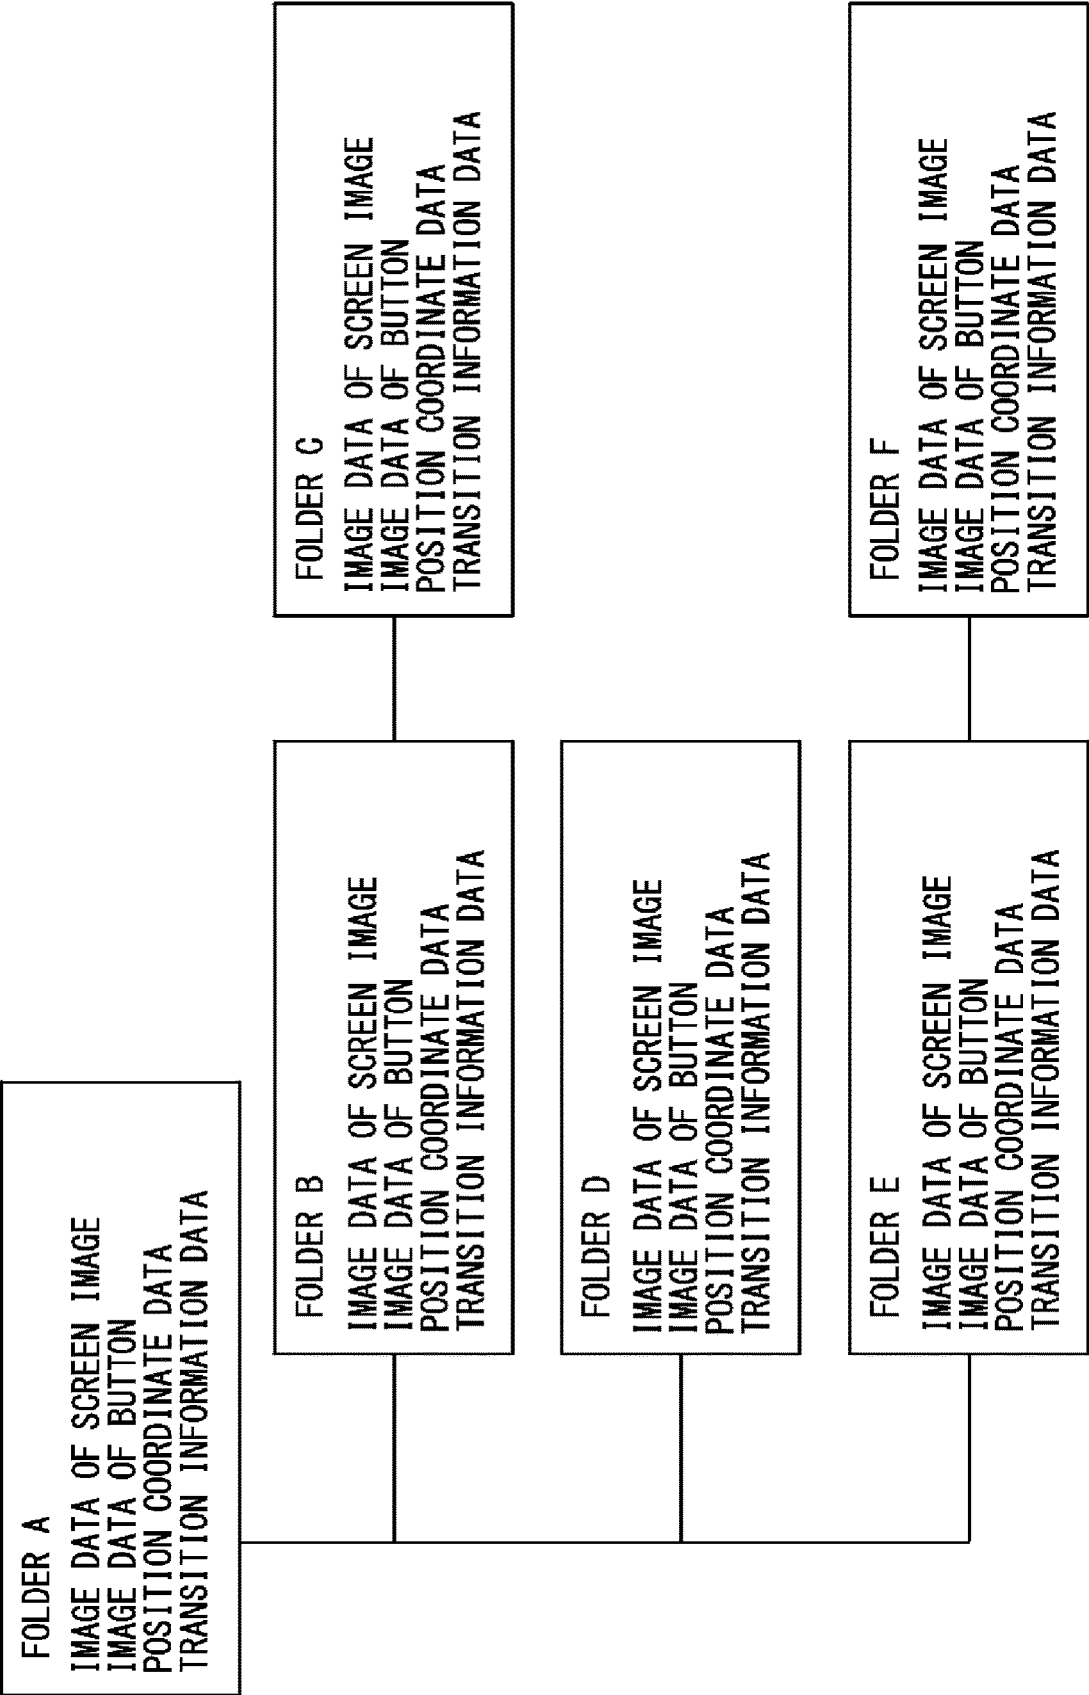 FOLDER A
IMAGE DATA OF SCREEN IMAGE
IMAGE DATA OF BUTTON
POSITION COORDINATE DATA
TRANSITION INFORMATION DATA
FOLDER B
IMAGE DATA OF SCREEN IMAGE
IMAGE DATA OF BUTTON
POSITION COORDINATE DATA
TRANSITION INFORMATION DATA
FOLDER C
IMAGE DATA OF SCREEN IMAGE
IMAGE DATA OF BUTTON
POSITION COORDINATE DATA
TRANSITION INFORMATION DATA
FOLDER D
IMAGE DATA OF SCREEN IMAGE
IMAGE DATA OF BUTTON
POSITION COORDINATE DATA
TRANSITION INFORMATION DATA
FOLDER E
IMAGE DATA OF SCREEN IMAGE
IMAGE DATA OF BUTTON
POSITION COORDINATE DATA
TRANSITION INFORMATION DATA
FOLDER F
IMAGE DATA OF SCREEN IMAGE
IMAGE DATA OF BUTTON
POSITION COORDINATE DATA
TRANSITION INFORMATION DATA